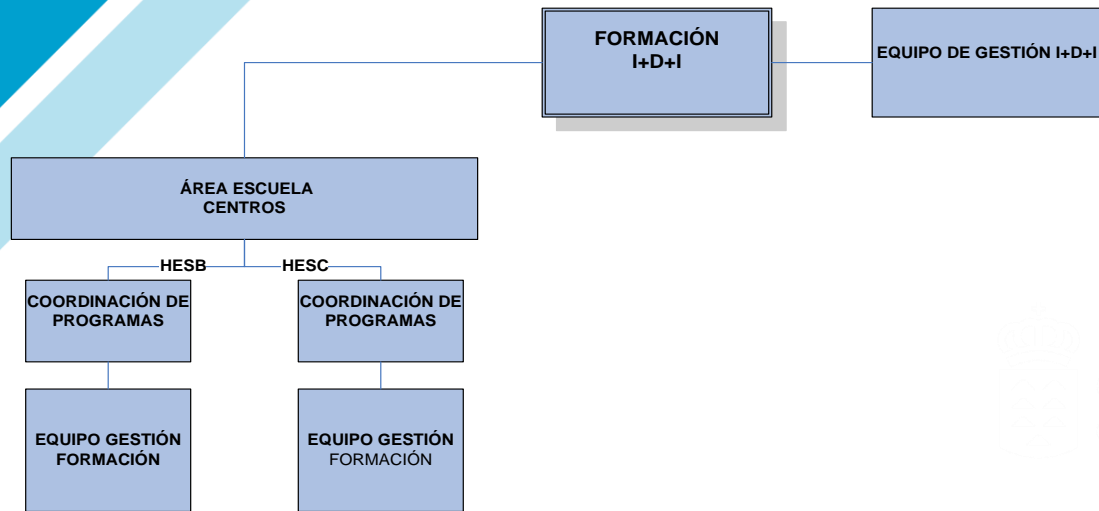 FORMACIÓN
I+D+I
EQUIPO DE GESTIÓN I+D+I
ÁREA ESCUELA
CENTROS
HESB
HESC
COORDINACIÓN DE
PROGRAMAS
COORDINACIÓN DE
PROGRAMAS
EQUIPO GESTIÓN
FORMACIÓN
EQUIPO GESTIÓN
FORMACIÓN